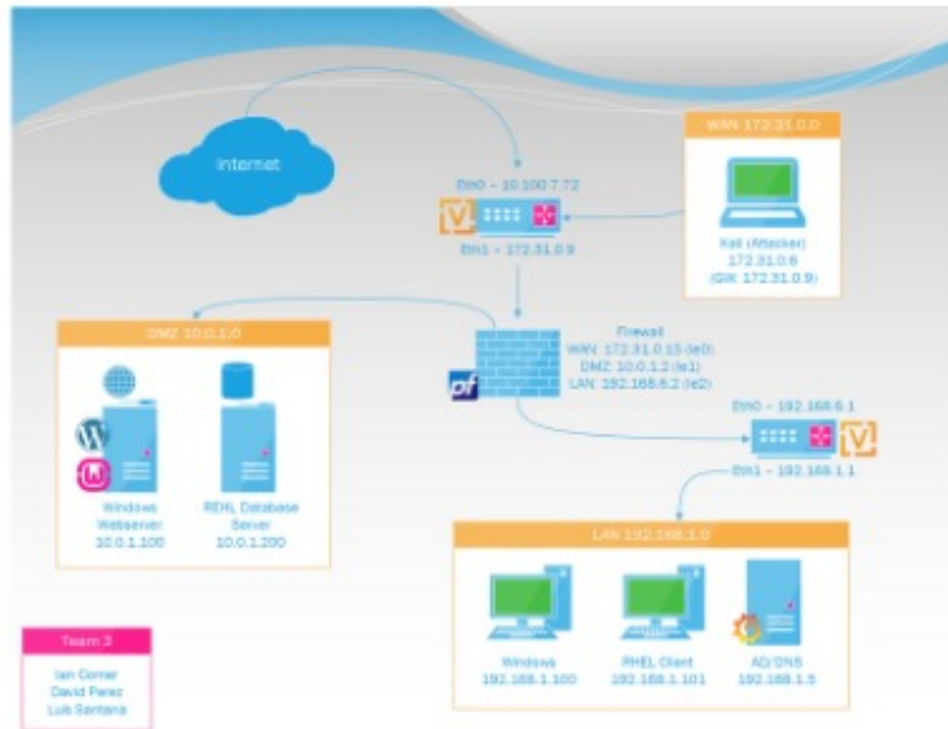 Internet
WAN 172.31.0.0
Eth0 - 10.100.7.72
Eth1 - 172.31.0.9
Kali (Attacker)
172.31.0.6
(GW: 172.31.0.9)
DMZ 10.0.1.0
Firewall
WAN: 172.31.0.15 (le0)
DMZ: 10.0.1.2 (le1)
LAN: 192.168.6.2 (le2)
pf
Eth0 - 192.168.6.1
Eth1 - 192.168.1.1
Windows
Webserver
10.0.1.100
REHL Database
Server
10.0.1.200
LAN 192.168.1.0
Windows
192.168.1.100
RHEL Client
192.168.1.101
AD/DNS
192.168.1.5
Team 3
Ian Comer
David Perez
Luis Santana